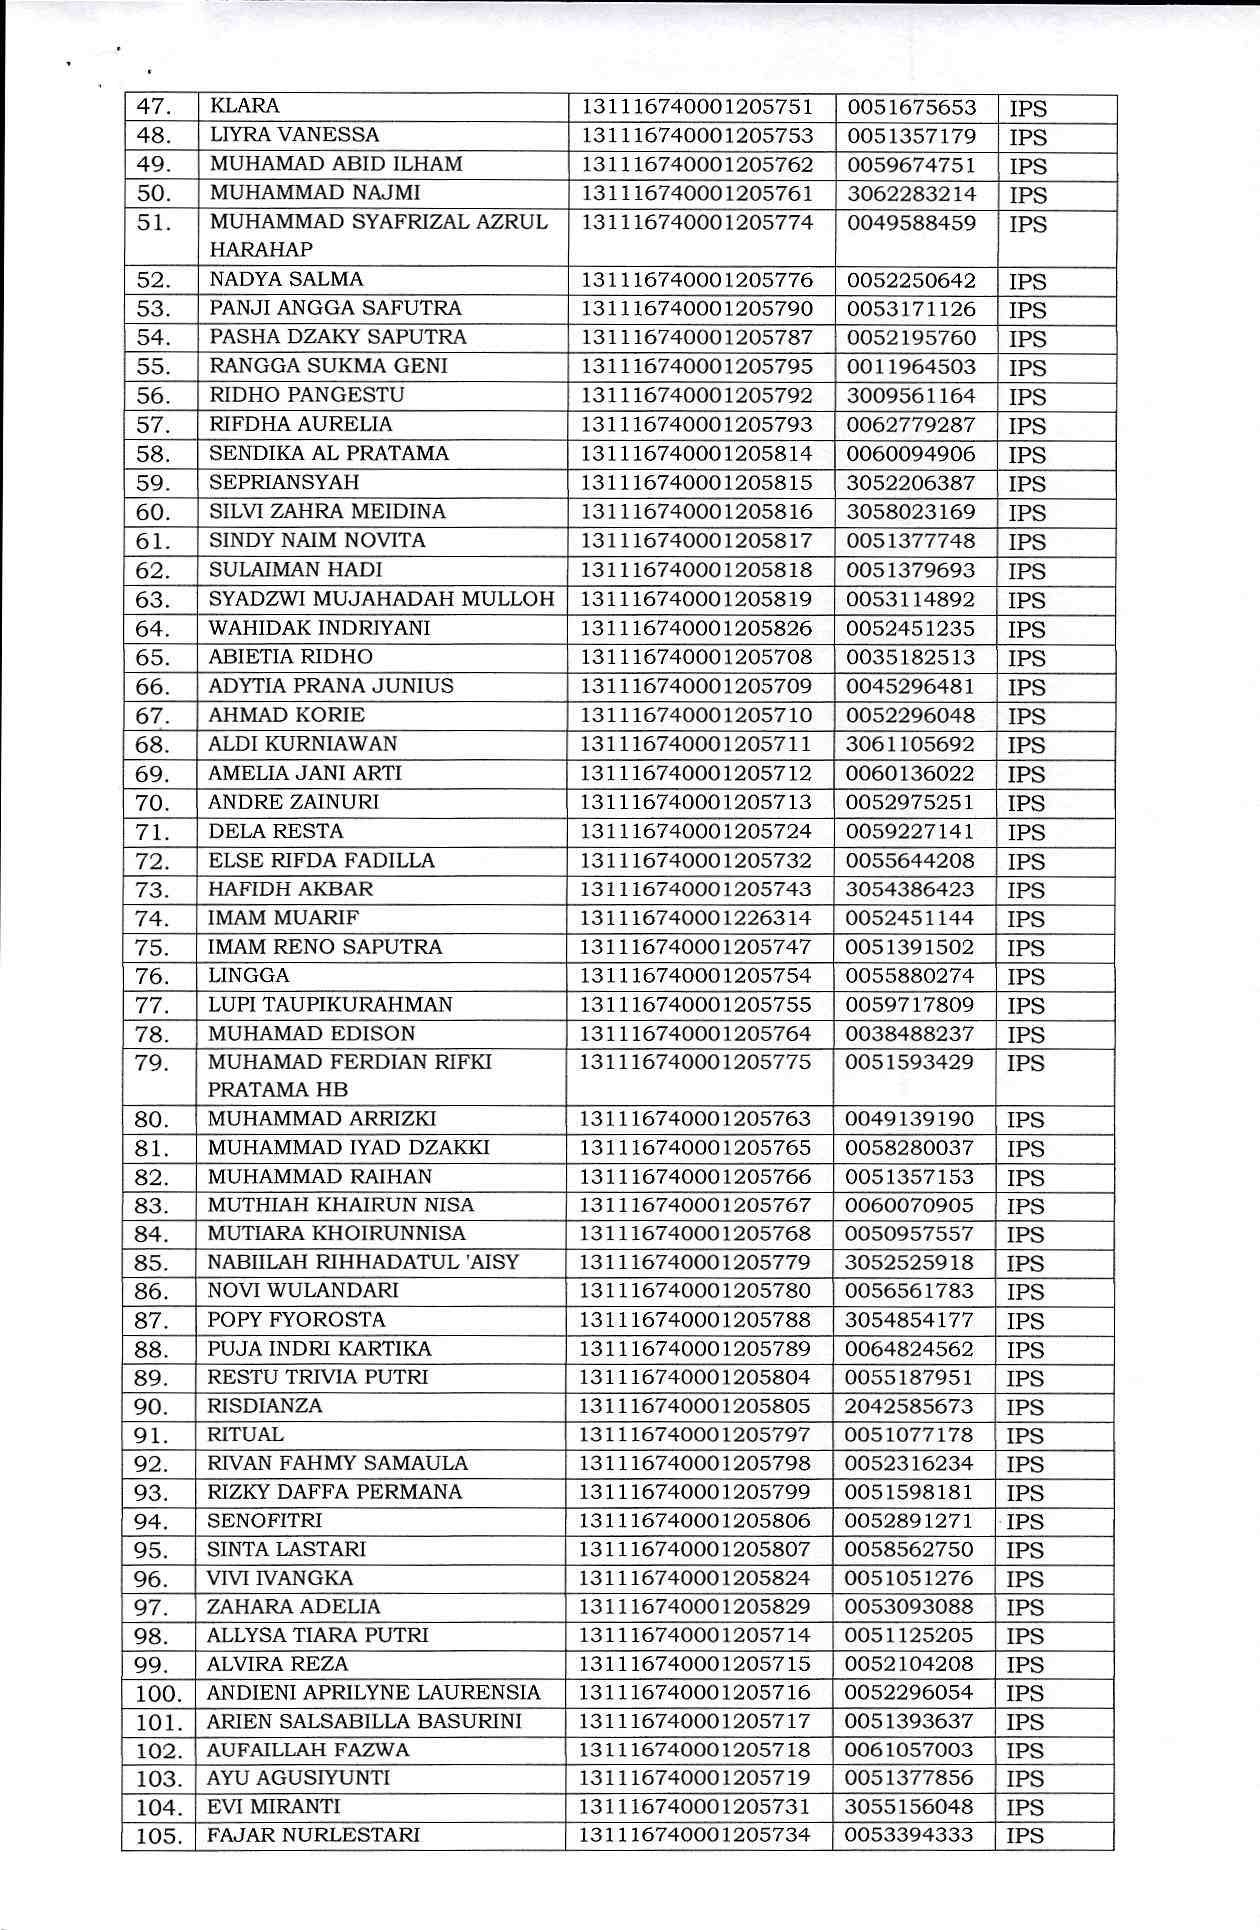 47. KLARA 131116740001205751 0051675653 IPS
48. LIYRA VANESSA 131116740001205753 0051357179 IPS
49. MUHAMAD ABID ILHAM 131116740001205762 0059674751 IPS
50. MUHAMMAD NAJMI 131116740001205761 3062283214 IPS
51. MUHAMMAD SYAFRIZAL AZRUL 131116740001205774 0049588459 IPS
HARAHAP
52. NADYA SALMA 131116740001205776 0052250642 IPS
53. PANJI ANGGA SAFUTRA 131116740001205790 0053171126 IPS
54. PASHA DZAKY SAPUTRA 131116740001205787 0052195760 IPS
55. RANGGA SUKMA GENI 131116740001205795 0011964503 IPS
56. RIDHO PANGESTU 131116740001205792 3009561164 IPS
57. RIFDHA AURELIA 131116740001205793 0062779287 IPS
58. SENDIKA AL PRATAMA 131116740001205814 0060094906 IPS
59. SEPRIANSYAH 131116740001205815 3052206387 IPS
60. SILVI ZAHRA MEIDINA 131116740001205816 3058023169 IPS
61. SINDY NAIM NOVITA 131116740001205817 0051377748 IPS
62. SULAIMAN HADI 131116740001205818 0051379693 IPS
63. SYADZWI MUJAHADAH MULLOH 131116740001205819 0053114892 IPS
64. WAHIDAK INDRIYANI 131116740001205826 0052451235 IPS
65. ABIETIA RIDHO 131116740001205708 0035182513 IPS
66. ADYTIA PRANA JUNIUS 131116740001205709 0045296481 IPS
67. AHMAD KORIE 131116740001205710 0052296048 IPS
68. ALDI KURNIAWAN 131116740001205711 3061105692 IPS
69. AMELIA JANI ARTI 131116740001205712 0060136022 IPS
70. ANDRE ZAINURI 131116740001205713 0052975251 IPS
71. DELA RESTA 131116740001205724 0059227141 IPS
72. ELSE RIFDA FADILLA 131116740001205732 0055644208 IPS
73. HAFIDH AKBAR 131116740001205743 3054386423 IPS
74. IMAM MUARIF 131116740001226314 0052451144 IPS
75. IMAM RENO SAPUTRA 131116740001205747 0051391502 IPS
76. LINGGA 131116740001205754 0055880274 IPS
77. LUPI TAUPIKURAHMAN 131116740001205755 0059717809 IPS
78. MUHAMAD EDISON 131116740001205764 0038488237 IPS
79. MUHAMAD FERDIAN RIFKI 131116740001205775 0051593429 IPS
PRATAMA HB
80. MUHAMMAD ARRIZKI 131116740001205763 0049139190 IPS
81. MUHAMMAD IYAD DZAKKI 131116740001205765 0058280037 IPS
82. MUHAMMAD RAIHAN 131116740001205766 0051357153 IPS
83. MUTHIAH KHAIRUN NISA 131116740001205767 0060070905 IPS
84. MUTIARA KHOIRUNNISA 131116740001205768 0050957557 IPS
85. NABIILAH RIHHADATUL 'AISY 131116740001205779 3052525918 IPS
86. NOVI WULANDARI 131116740001205780 0056561783 IPS
87. POPY FYOROSTA 131116740001205788 3054854177 IPS
88. PUJA INDRI KARTIKA 131116740001205789 0064824562 IPS
89. RESTU TRIVIA PUTRI 131116740001205804 0055187951 IPS
90. RISDIANZA 131116740001205805 2042585673 IPS
91. RITUAL 131116740001205797 0051077178 IPS
92. RIVAN FAHMY SAMAULA 131116740001205798 0052316234 IPS
93. RIZKY DAFFA PERMANA 131116740001205799 0051598181 IPS
94. SENOFITRI 131116740001205806 0052891271 IPS
95. SINTA LASTARI 131116740001205807 0058562750 IPS
96. VIVI IVANGKA 131116740001205824 0051051276 IPS
97. ZAHARA ADELIA 131116740001205829 0053093088 IPS
98. ALLYSA TIARA PUTRI 131116740001205714 0051125205 IPS
99. ALVIRA REZA 131116740001205715 0052104208 IPS
100. ANDIENI APRILYNE LAURENSIA 131116740001205716 0052296054 IPS
101. ARIEN SALSABILLA BASURINI 131116740001205717 0051393637 IPS
102. AUFAILLAH FAZWA 131116740001205718 0061057003 IPS
103. AYU AGUSIYUNTI 131116740001205719 0051377856 IPS
104. EVI MIRANTI 131116740001205731 3055156048 IPS
105. FAJAR NURLESTARI 131116740001205734 0053394333 IPS